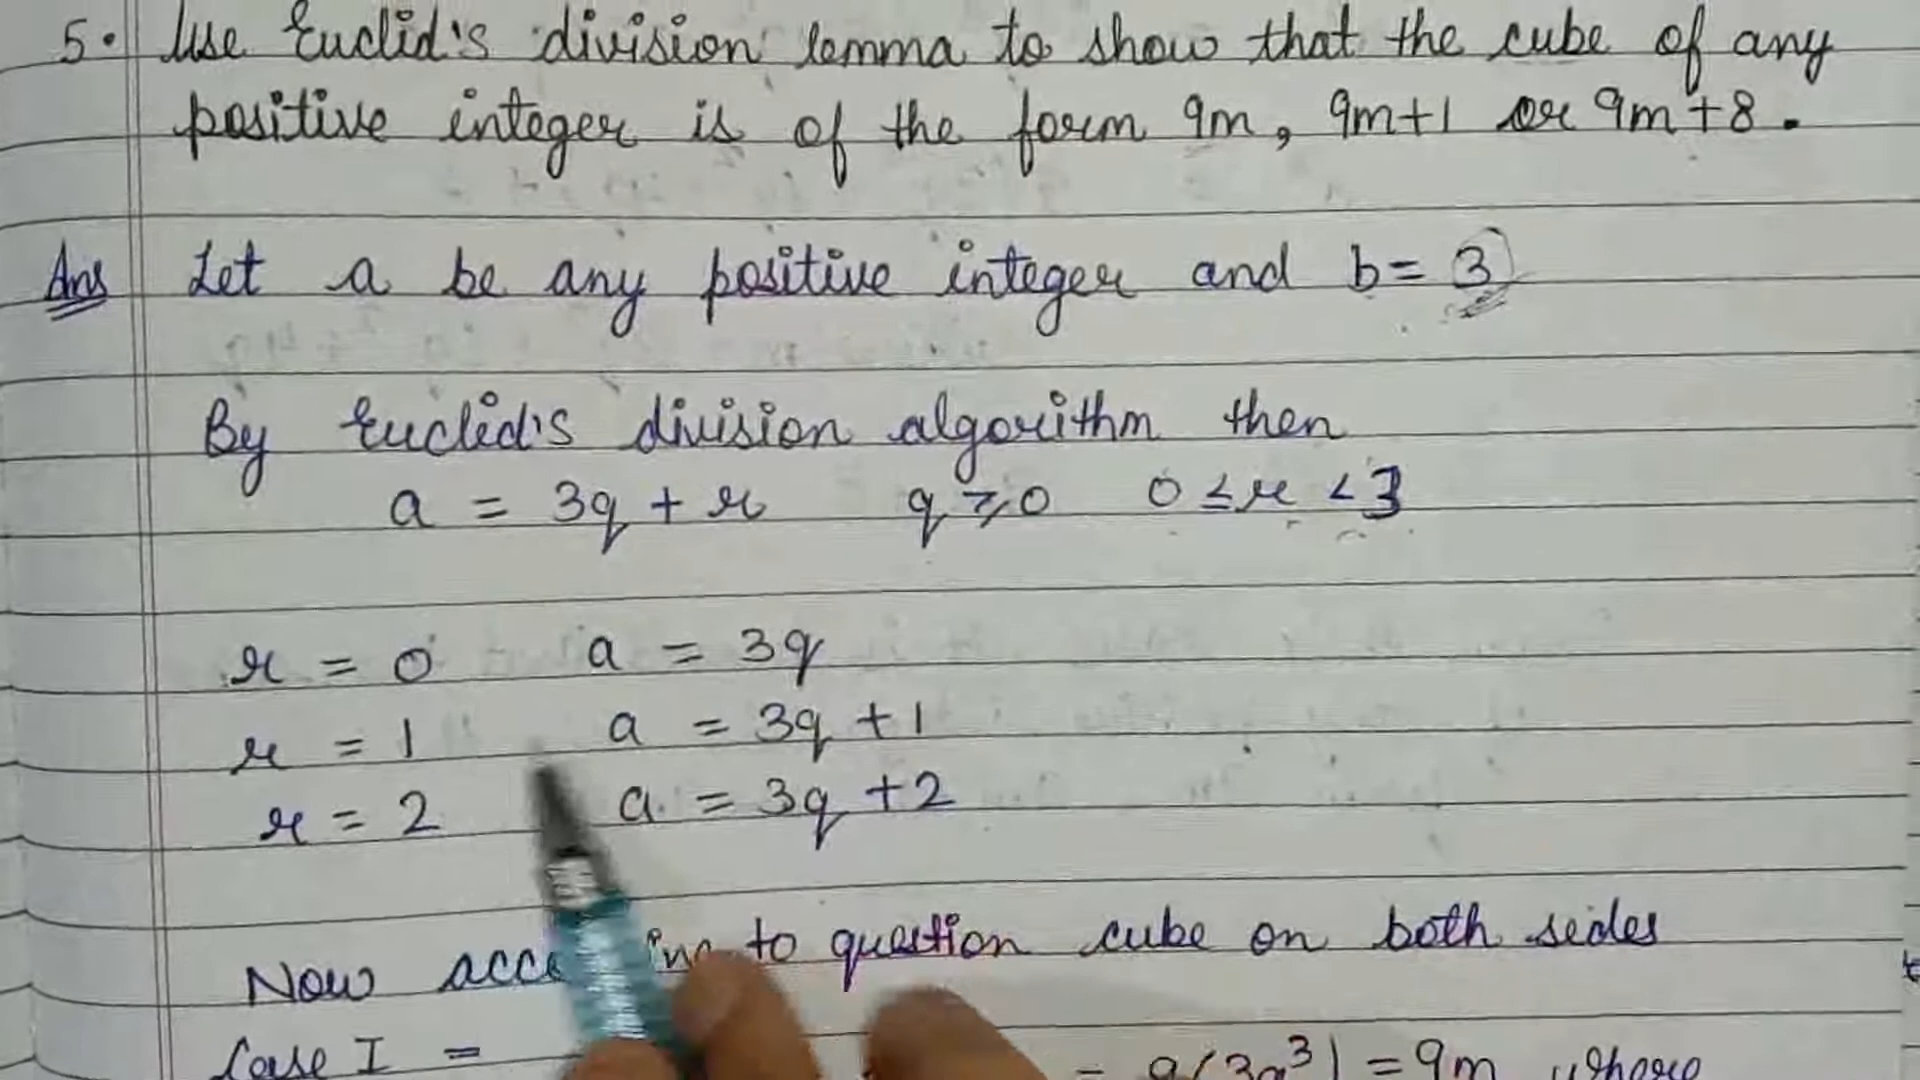 5. Use Euclid's division lemma to show that the cube of any
positive integer is of the form 9m, 9m+1 or 9m+8.
Ans Let a be any positive integer and b = 3
By Euclid's division algorithm then
a = 3q + r q ≥ 0 0 ≤ r < 3
r = 0 a = 3q
r = 1 a = 3q + 1
r = 2 a = 3q + 2
Now to question cube on both sides
Case I = = 9(3q³) = 9m where